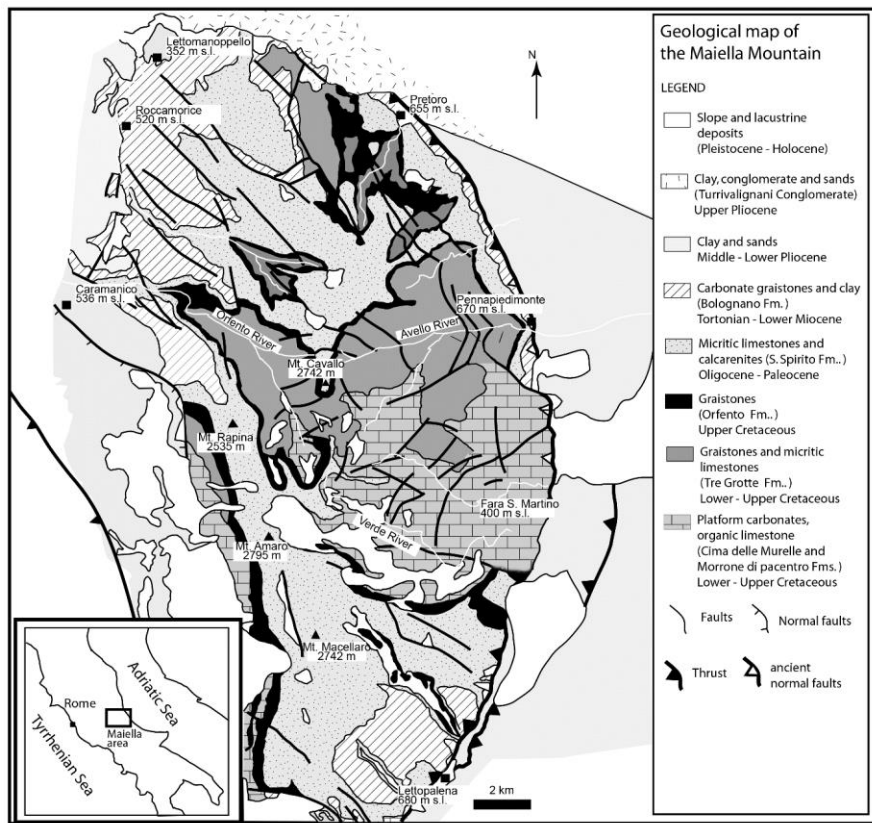 Geological map of
the Maiella Mountain
LEGEND
Slope and lacustrine
deposits
(Pleistocene - Holocene)
Clay, conglomerate and sands
(Turrivalignani Conglomerate)
Upper Pliocene
Clay and sands
Middle - Lower Pliocene
Carbonate graistones and clay
(Bolognano Fm.)
Tortonian - Lower Miocene
Micritic limestones and
calcarenites (S. Spirito Fm..)
Oligocene - Paleocene
Graistones
(Orfento Fm..)
Upper Cretaceous
Graistones and micritic
limestones
(Tre Grotte Fm..)
Lower - Upper Cretaceous
Platform carbonates,
organic limestone
(Cima delle Murelle and
Morrone di pacentro Fms.)
Lower - Upper Cretaceous
Faults
Normal faults
Thrust
ancient
normal faults
N
Lettomanoppello
352 m s.l.
Roccamorice
520 m s.l.
Pretoro
655 m s.l.
Caramanico
536 m s.l.
Pennapiedimonte
670 m s.l.
Orfento River
Avello River
Mt. Cavallo
2742 m
Mt. Rapina
2535 m
Fara S. Martino
400 m s.l.
Verde River
Mt. Amaro
2795 m
Mt. Macellaro
2742 m
Lettopalena
680 m s.l.
2 km
Rome
Adriatic Sea
Maiella
area
Tyrrhenian Sea